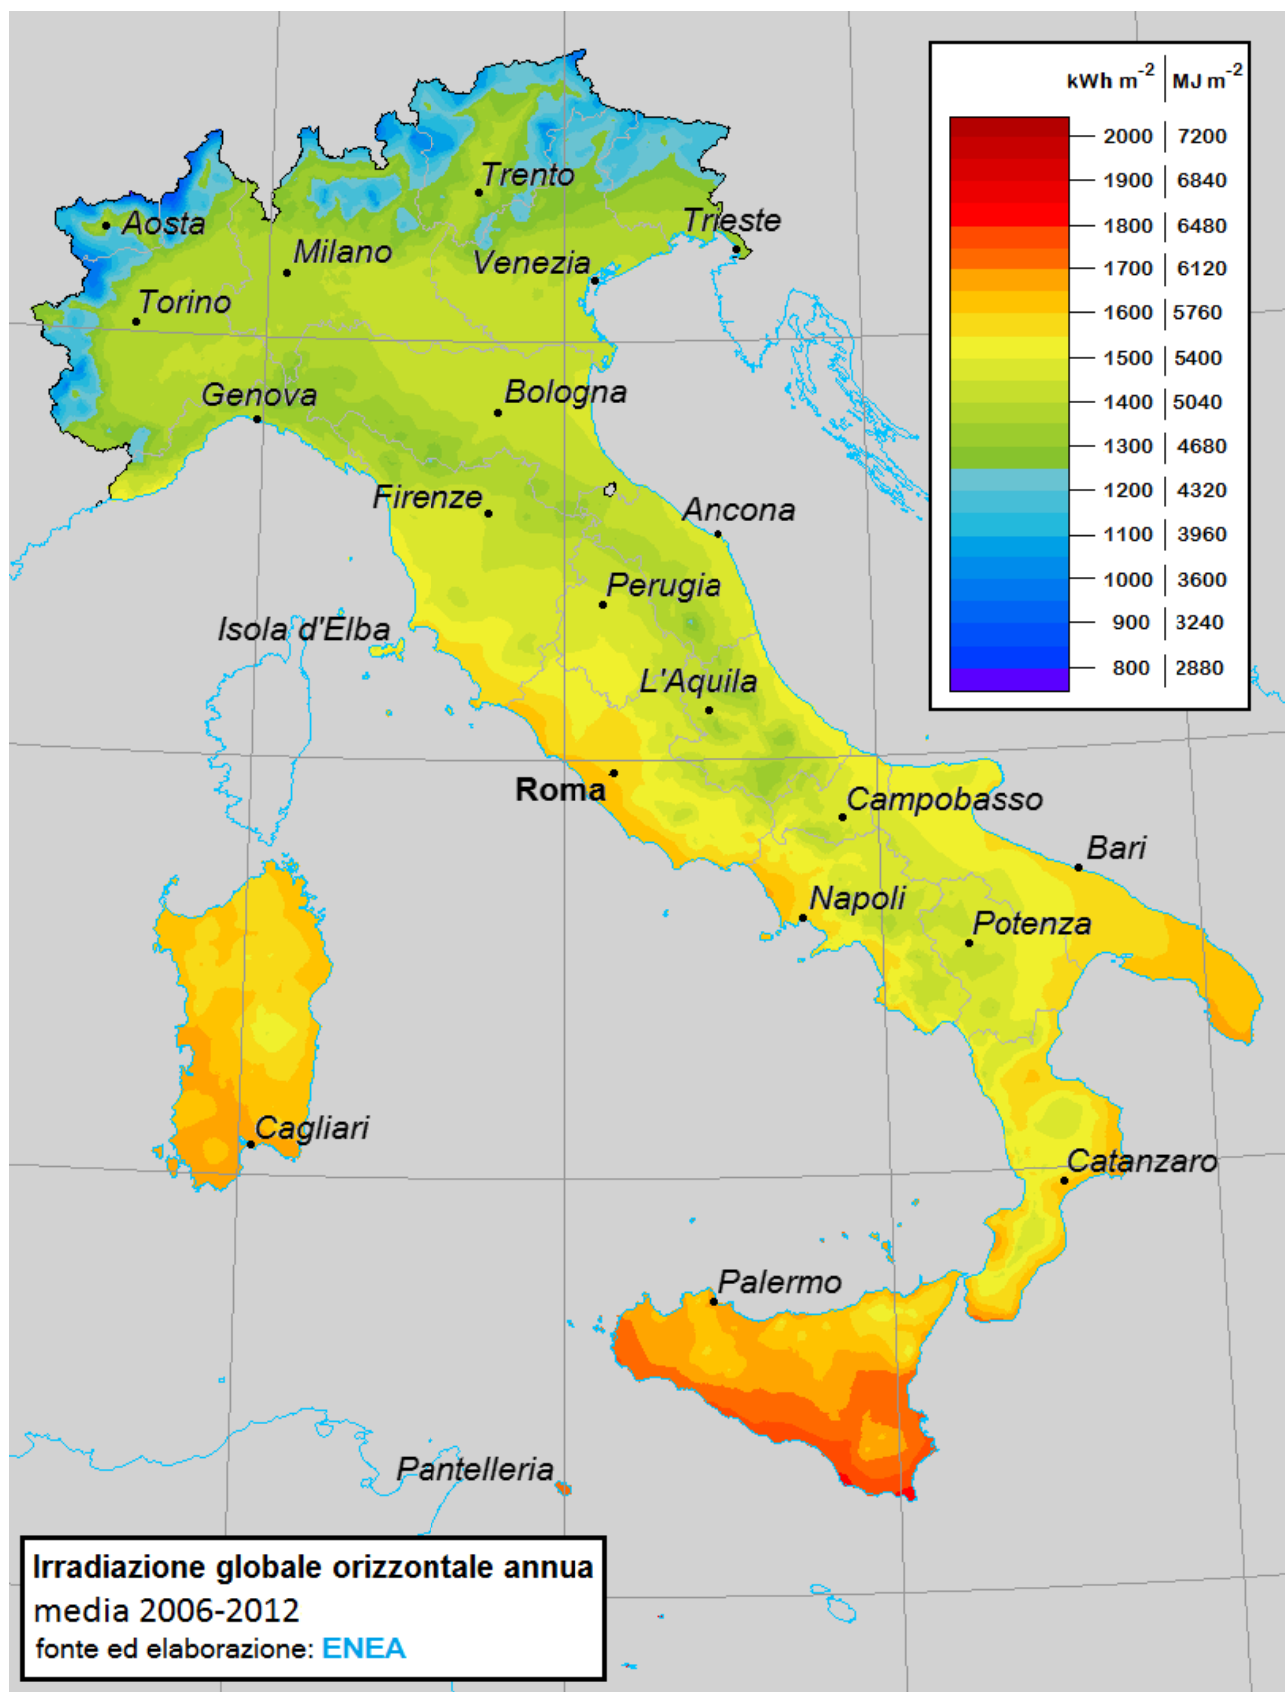 kWh m-2 MJ m-2
2000 7200
1900 6840
1800 6480
1700 6120
1600 5760
1500 5400
1400 5040
1300 4680
1200 4320
1100 3960
1000 3600
900 3240
800 2880
Trento
Aosta
Trieste
Milano
Venezia
Torino
Genova
Bologna
Firenze
Ancona
Perugia
Isola d'Elba
L'Aquila
Roma
Campobasso
Bari
Napoli
Potenza
Cagliari
Catanzaro
Palermo
Pantelleria
Irradiazione globale orizzontale annua
media 2006-2012
fonte ed elaborazione: ENEA